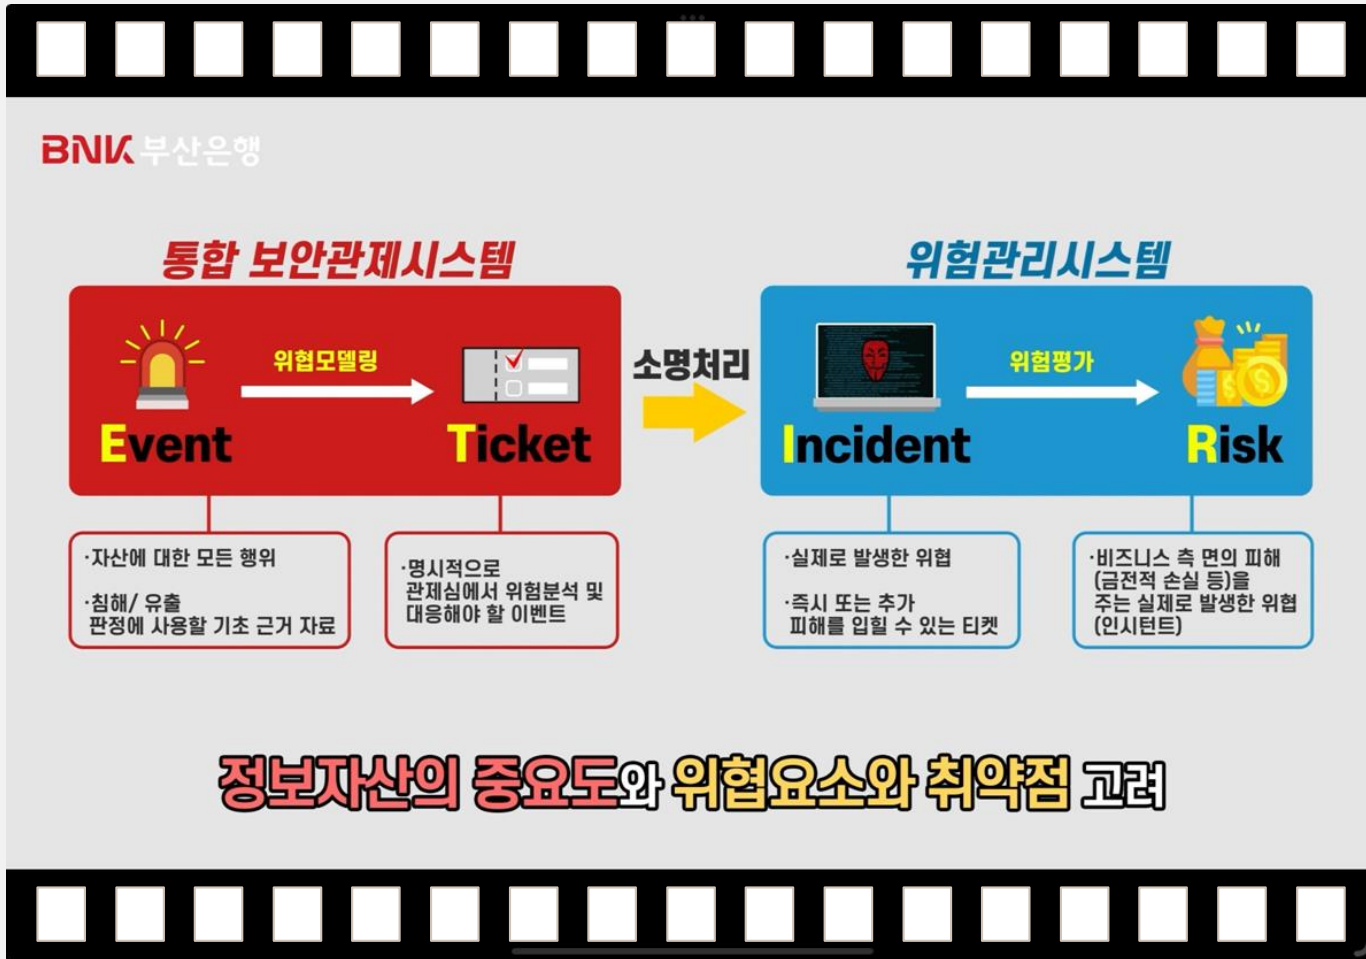 BNK 부산은행
통합 보안관제시스템
위협모델링
Event
Ticket
·자산에 대한 모든 행위
·침해/ 유출
판정에 사용할 기초 근거 자료
·명시적으로
관제심에서 위험분석 및
대응해야 할 이벤트
소명처리
위험관리시스템
위험평가
Incident
Risk
·실제로 발생한 위협
·즉시 또는 추가
피해를 입힐 수 있는 티켓
·비즈니스 측 면의 피해
(금전적 손실 등)을
주는 실제로 발생한 위협
(인시턴트)
정보자산의 중요도와 위협요소와 취약점 고려